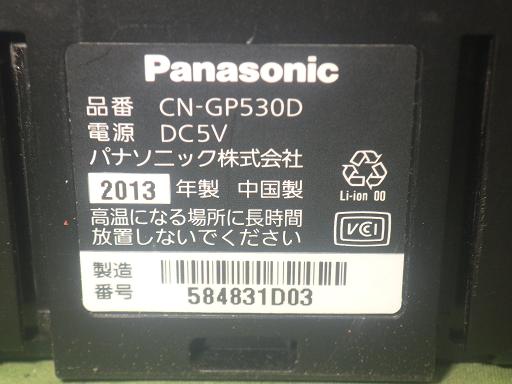 Panasonic
品番 CN-GP530D
電源 DC5V
パナソニック株式会社
2013 年製 中国製
Li-ion 00
高温になる場所に長時間
放置しないでください
VCI
製造
番号
584831D03